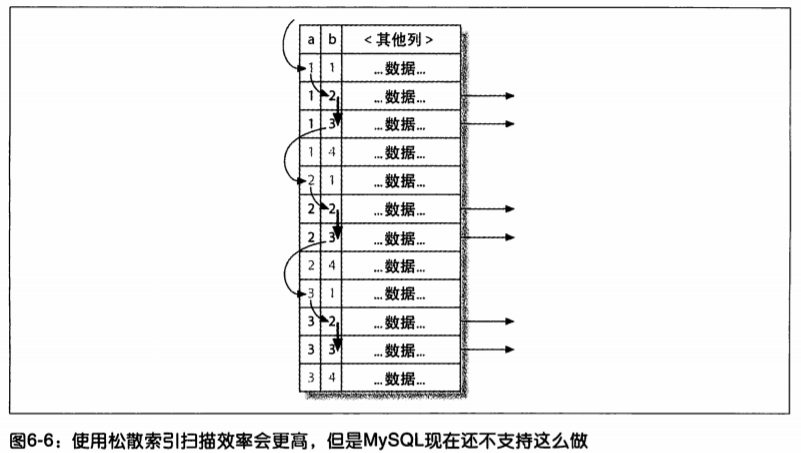 a b <其他列>
1 1 ...数据...
1 2 ...数据...
1 3 ...数据...
1 4 ...数据...
2 1 ...数据...
2 2 ...数据...
2 3 ...数据...
2 4 ...数据...
3 1 ...数据...
3 2 ...数据...
3 3 ...数据...
3 4 ...数据...
图6-6：使用松散索引扫描效率会更高，但是MySQL现在还不支持这么做